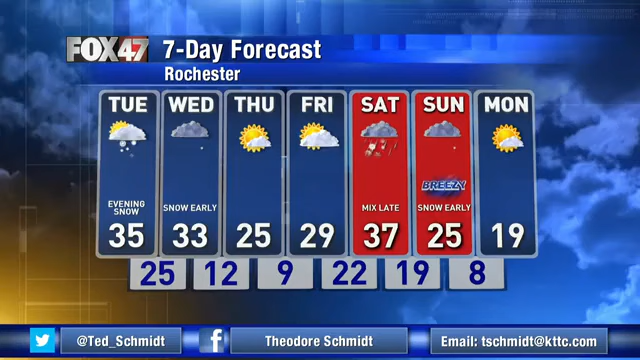 FOX47 7-Day Forecast
Rochester
TUE WED THU FRI SAT SUN MON
BREEZY
EVENING
SNOW
SNOW EARLY
MIX LATE
SNOW EARLY
35 33 25 29 37 25 19
25 12 9 22 19 8
@Ted_Schmidt
Theodore Schmidt
Email: tschmidt@kttc.com